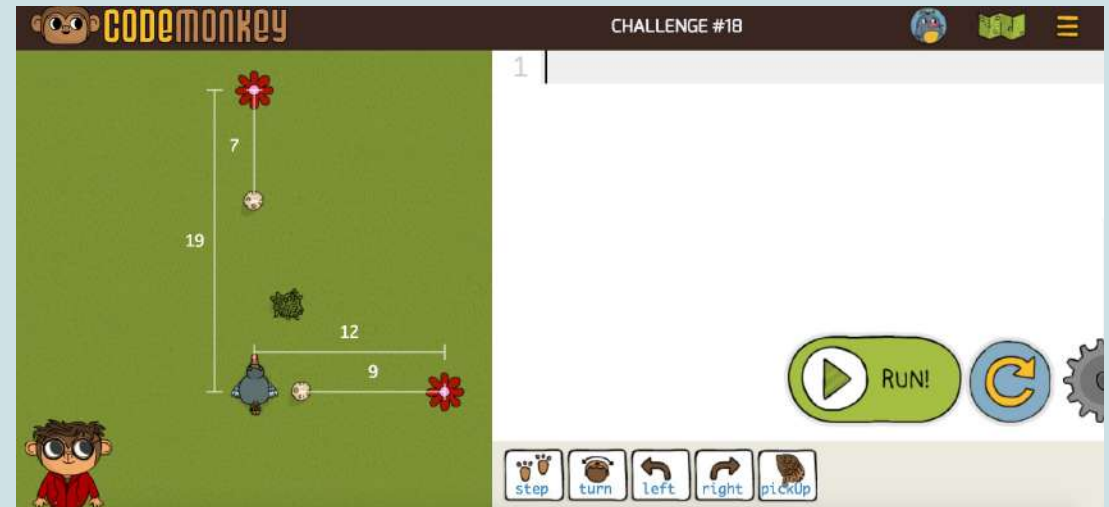 CODEMONKEY
CHALLENGE #18
1
7
19
12
9
RUN!
step
turn
left
right
pickUp